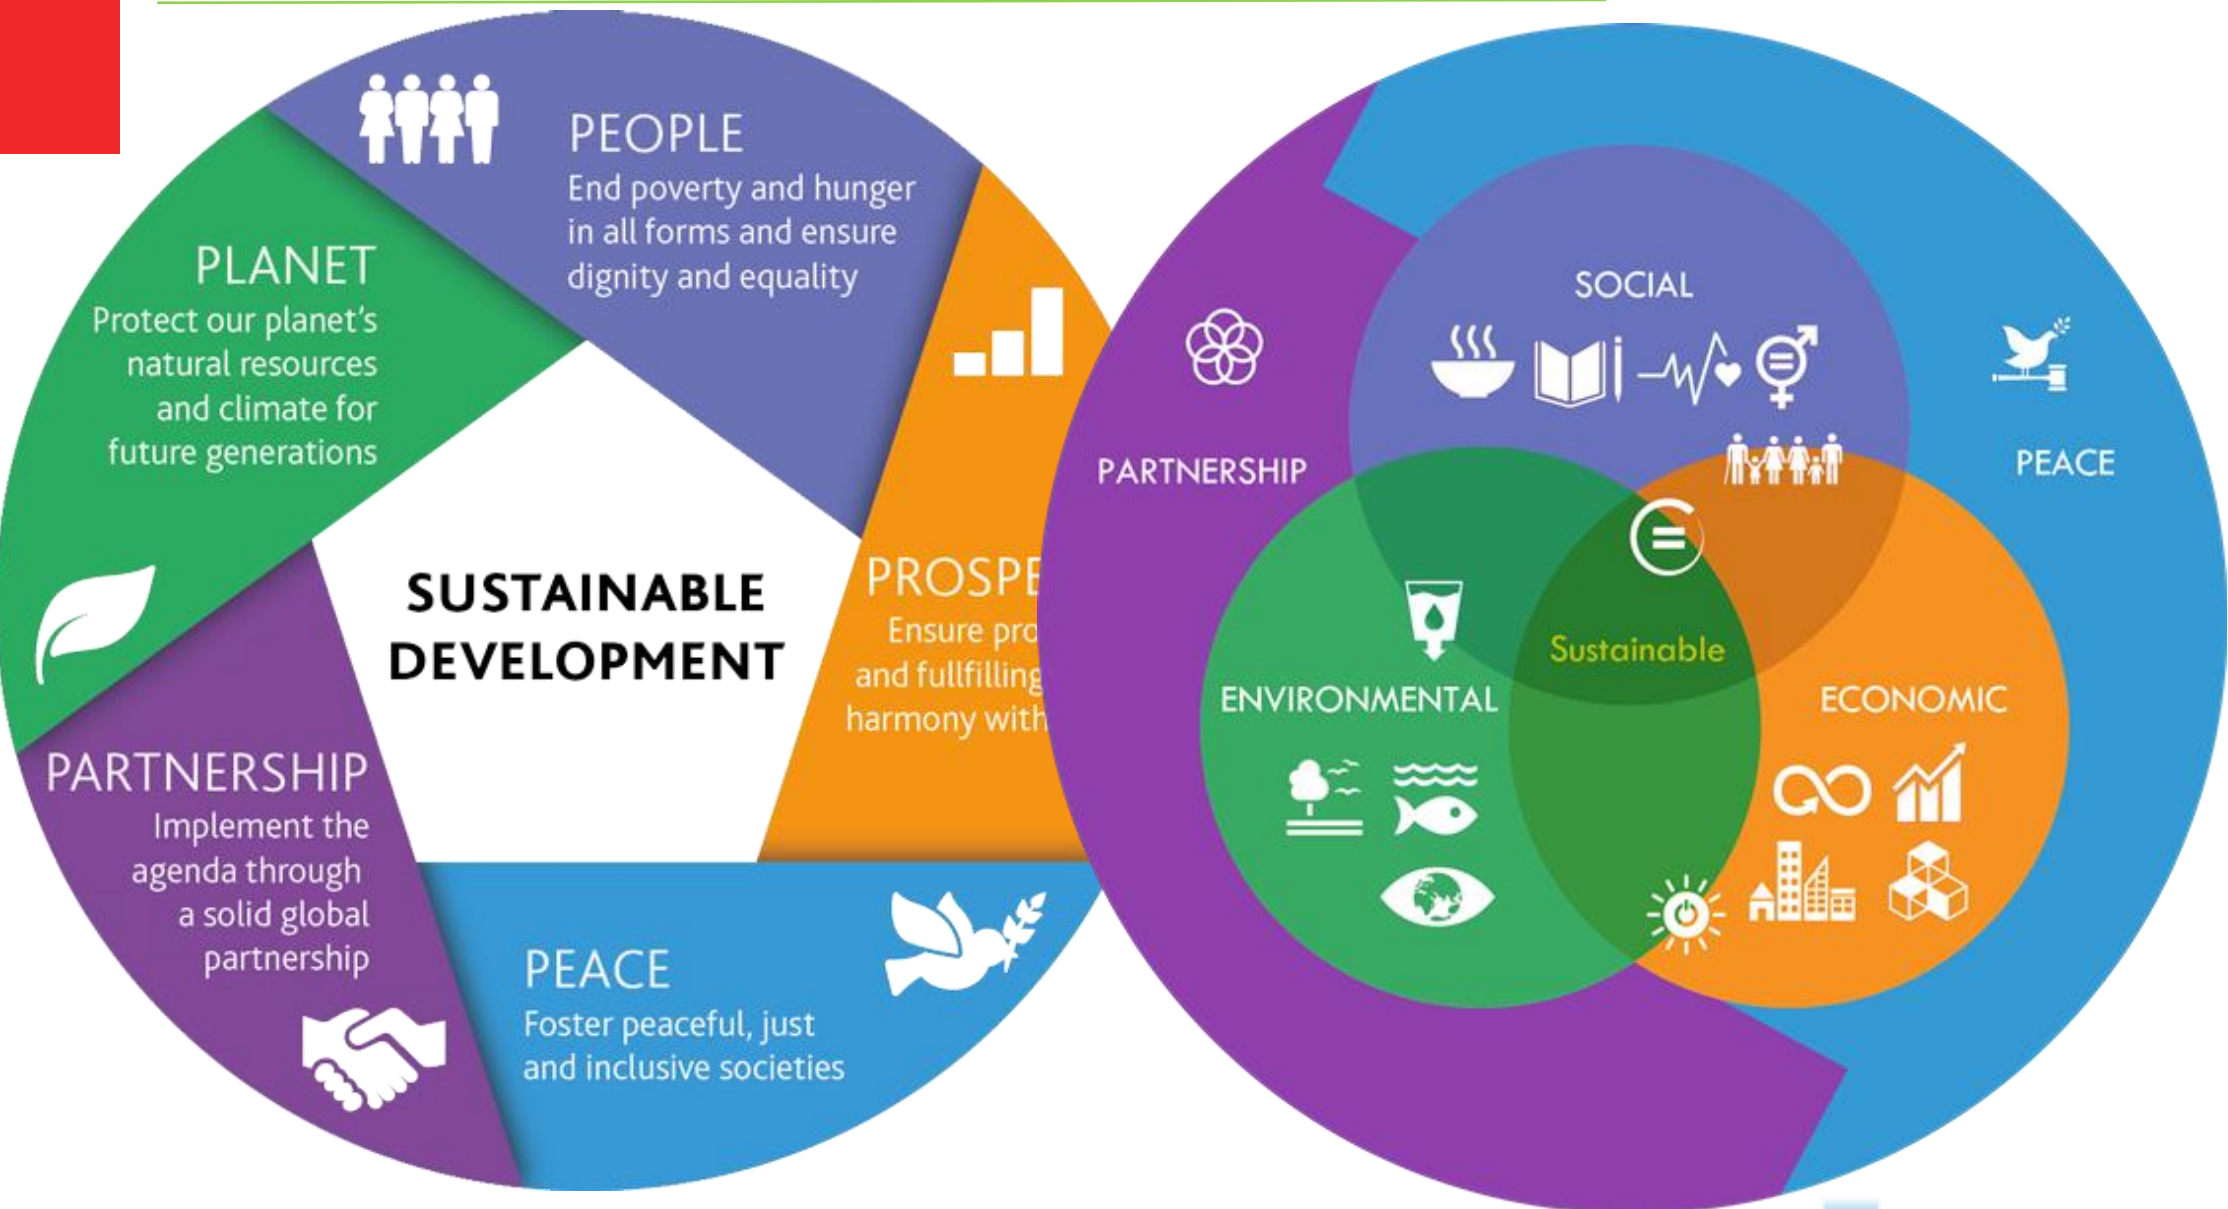 PEOPLE
End poverty and hunger
in all forms and ensure
dignity and equality
PLANET
Protect our planet's
natural resources
and climate for
future generations
SUSTAINABLE
DEVELOPMENT
PROSPE
Ensure pro
and fullfilling
harmony with
PARTNERSHIP
Implement the
agenda through
a solid global
partnership
PEACE
Foster peaceful, just
and inclusive societies
SOCIAL
PARTNERSHIP
PEACE
Sustainable
ENVIRONMENTAL
ECONOMIC